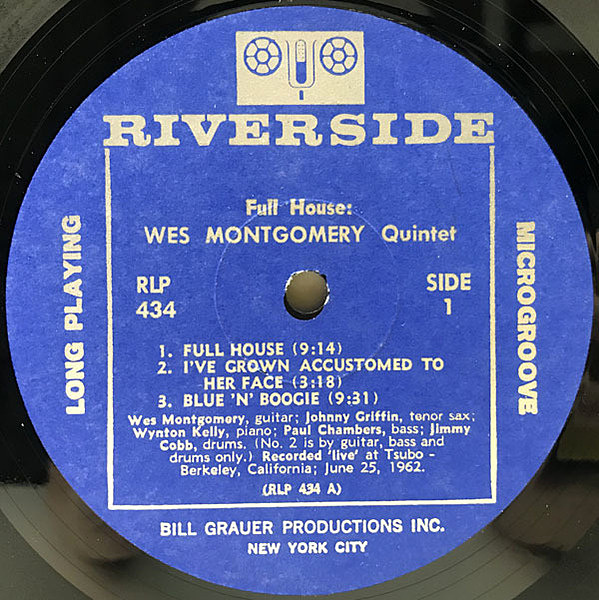 RIVERSIDE
Full House:
WES MONTGOMERY Quintet
RLP
434
SIDE
1
LONG PLAYING
MICROGROOVE
1. FULL HOUSE (9:14)
2. I'VE GROWN ACCUSTOMED TO
HER FACE (3:18)
3. BLUE 'N' BOOGIE (9:31)
Wes Montgomery, guitar; Johnny Griffin, tenor sax;
Wynton Kelly, piano; Paul Chambers, bass; Jimmy
Cobb, drums. (No. 2 is by guitar, bass and
drums only.) Recorded 'live' at Tsubo -
Berkeley, California; June 25, 1962.
(RLP 434 A)
BILL GRAUER PRODUCTIONS INC.
NEW YORK CITY